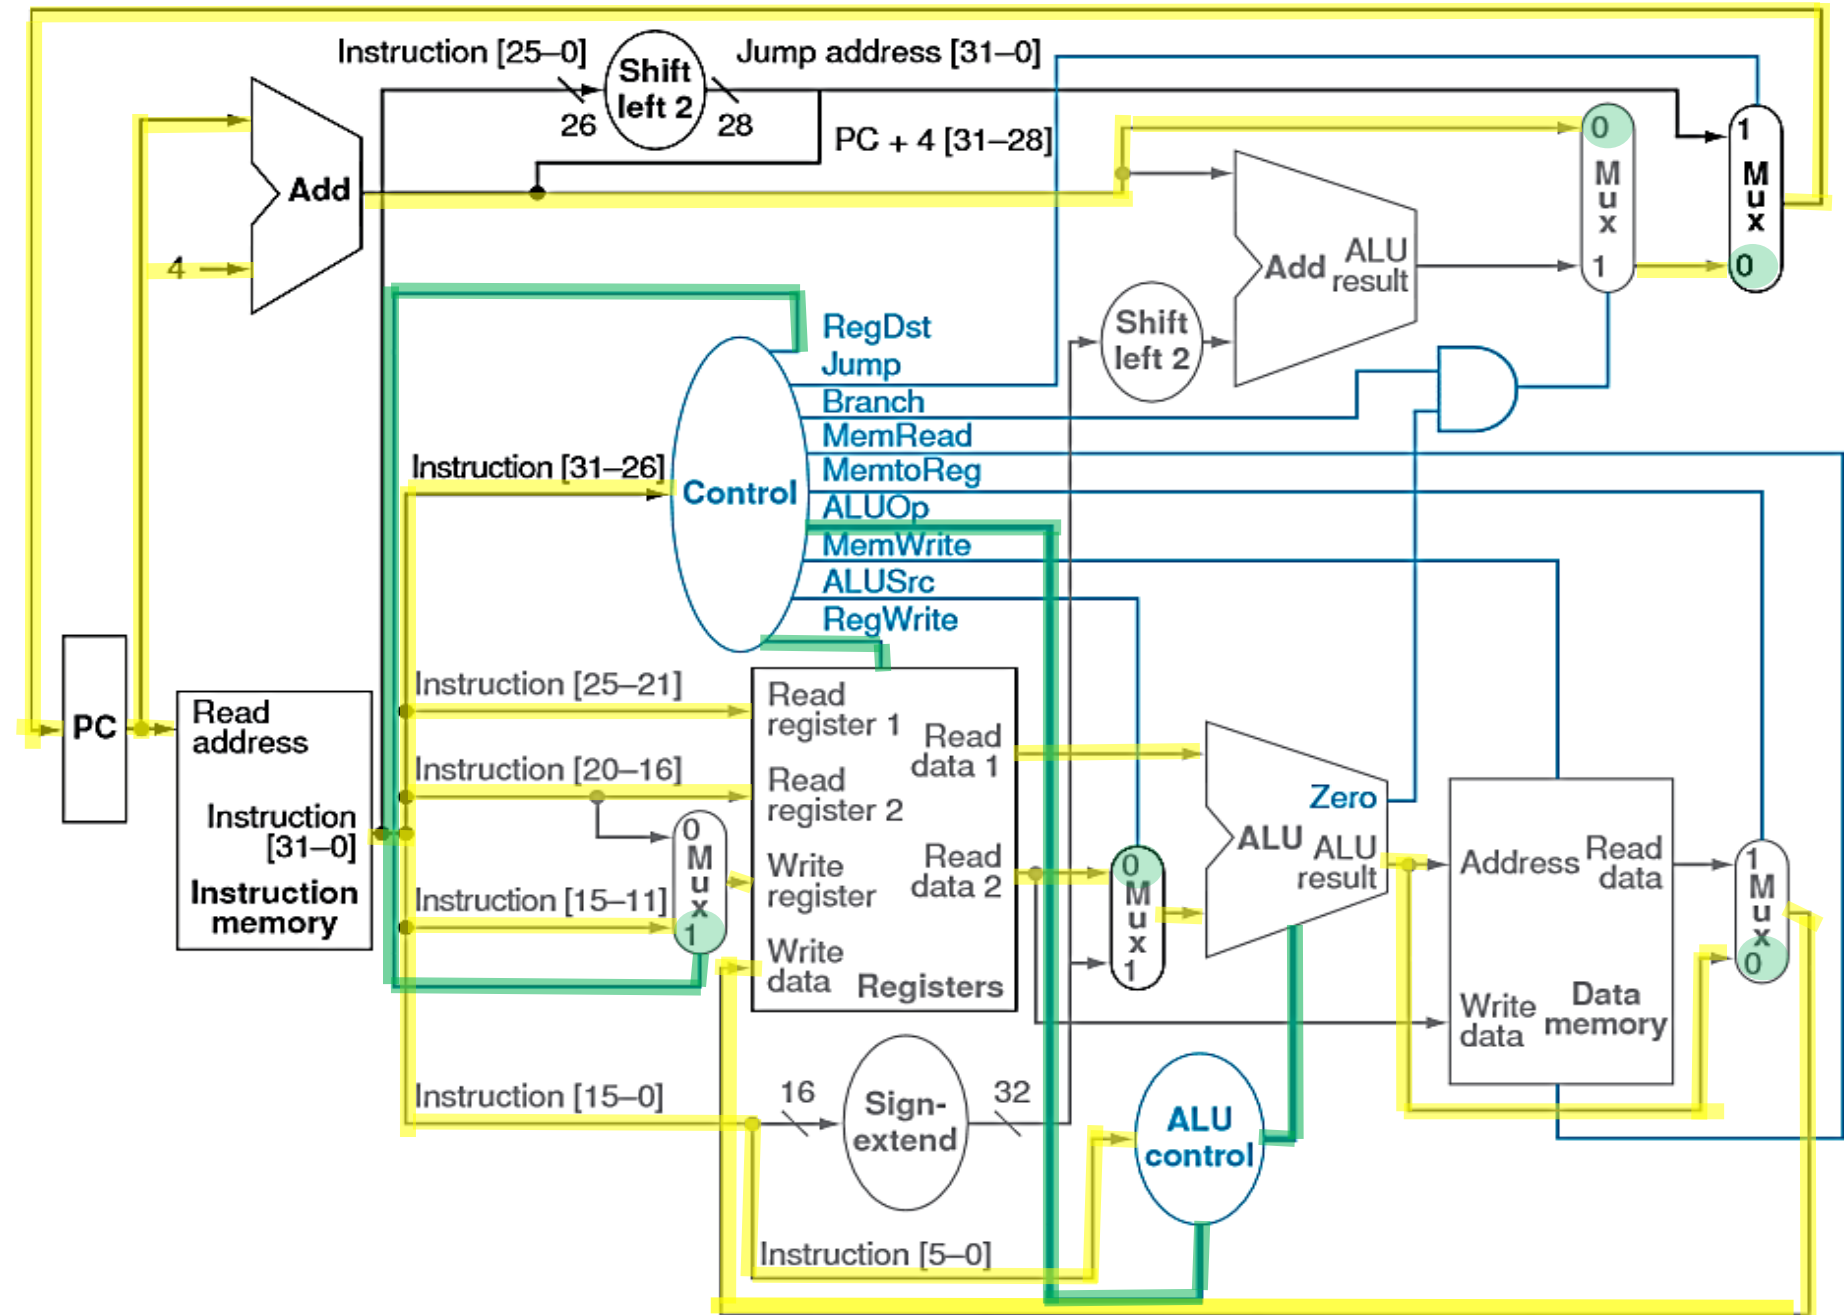 Instruction [25–0]
Shift
left 2
Jump address [31–0]
26
28
PC + 4 [31–28]
Add
4
0
M
u
x
1
1
M
u
x
0
Add
ALU
result
Shift
left 2
RegDst
Jump
Branch
MemRead
MemtoReg
ALUOp
MemWrite
ALUSrc
RegWrite
Instruction [31–26]
Control
PC
Read
address
Instruction
[31–0]
Instruction
memory
Instruction [25–21]
Instruction [20–16]
Instruction [15–11]
0
M
u
x
1
Read
register 1
Read
register 2
Write
register
Write
data
Read
data 1
Read
data 2
Registers
0
M
u
x
1
Zero
ALU
ALU
result
Address
Read
data
Write
data
Data
memory
1
M
u
x
0
Instruction [15–0]
16
Sign-
extend
32
ALU
control
Instruction [5–0]